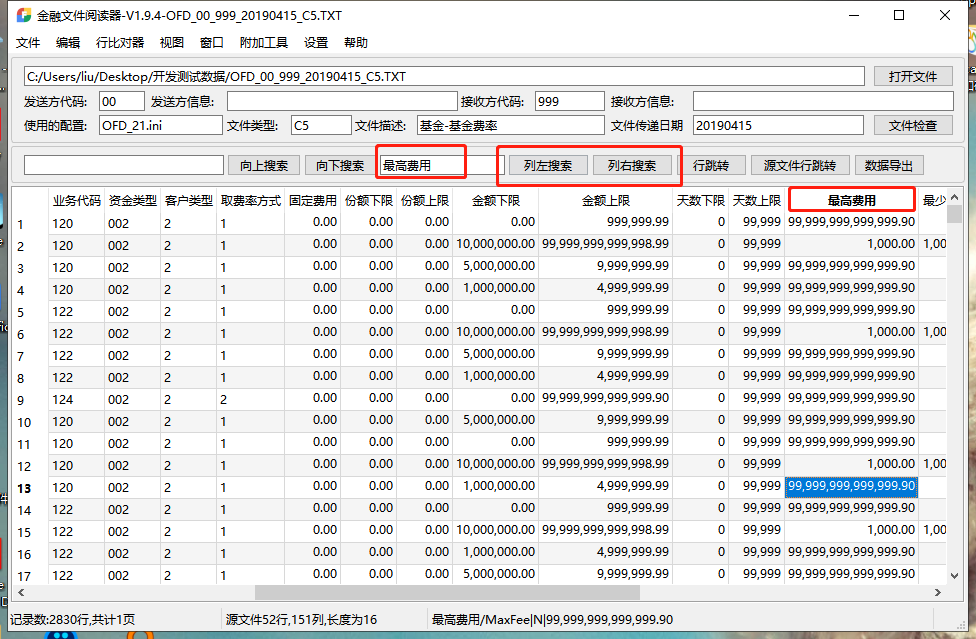 金融文件阅读器-V1.9.4-OFD_00_999_20190415_C5.TXT
文件 编辑 行比对器 视图 窗口 附加工具 设置 帮助
C:/Users/liu/Desktop/开发测试数据/OFD_00_999_20190415_C5.TXT 打开文件
发送方代码: 00 发送方信息: 接收方代码: 999 接收方信息:
使用的配置: OFD_21.ini 文件类型: C5 文件描述: 基金-基金费率 文件传递日期 20190415 文件检查
向上搜索 向下搜索 最高费用 列左搜索 列右搜索 行跳转 源文件行跳转 数据导出
业务代码 资金类型 客户类型 取费率方式 固定费用 份额下限 份额上限 金额下限 金额上限 天数下限 天数上限 最高费用 最少
1 120 002 2 1 0.00 0.00 0.00 0.00 999,999.99 0 99,999 99,999,999,999,999.90
2 120 002 2 1 0.00 0.00 0.00 10,000,000.00 99,999,999,999,998.99 0 99,999 1,000.00 1,00
3 120 002 2 1 0.00 0.00 0.00 5,000,000.00 9,999,999.99 0 99,999 99,999,999,999,999.90
4 120 002 2 1 0.00 0.00 0.00 1,000,000.00 4,999,999.99 0 99,999 99,999,999,999,999.90
5 122 002 2 1 0.00 0.00 0.00 0.00 999,999.99 0 99,999 99,999,999,999,999.90
6 122 002 2 1 0.00 0.00 0.00 10,000,000.00 99,999,999,999,998.99 0 99,999 1,000.00 1,00
7 122 002 2 1 0.00 0.00 0.00 5,000,000.00 9,999,999.99 0 99,999 99,999,999,999,999.90
8 122 002 2 1 0.00 0.00 0.00 1,000,000.00 4,999,999.99 0 99,999 99,999,999,999,999.90
9 124 002 2 2 0.00 0.00 0.00 0.00 99,999,999,999,999.90 0 99,999 99,999,999,999,999.90
10 120 002 2 1 0.00 0.00 0.00 5,000,000.00 9,999,999.99 0 99,999 99,999,999,999,999.90
11 120 002 2 1 0.00 0.00 0.00 0.00 999,999.99 0 99,999 99,999,999,999,999.90
12 120 002 2 1 0.00 0.00 0.00 10,000,000.00 99,999,999,999,998.99 0 99,999 1,000.00 1,00
13 120 002 2 1 0.00 0.00 0.00 1,000,000.00 4,999,999.99 0 99,999 99,999,999,999,999.90
14 122 002 2 1 0.00 0.00 0.00 0.00 999,999.99 0 99,999 99,999,999,999,999.90
15 122 002 2 1 0.00 0.00 0.00 10,000,000.00 99,999,999,999,998.99 0 99,999 1,000.00 1,00
16 122 002 2 1 0.00 0.00 0.00 1,000,000.00 4,999,999.99 0 99,999 99,999,999,999,999.90
17 122 002 2 1 0.00 0.00 0.00 5,000,000.00 9,999,999.99 0 99,999 99,999,999,999,999.90
记录数:2830行,共计1页 源文件52行,151列,长度为16 最高费用/MaxFee|N|99,999,999,999,999.90